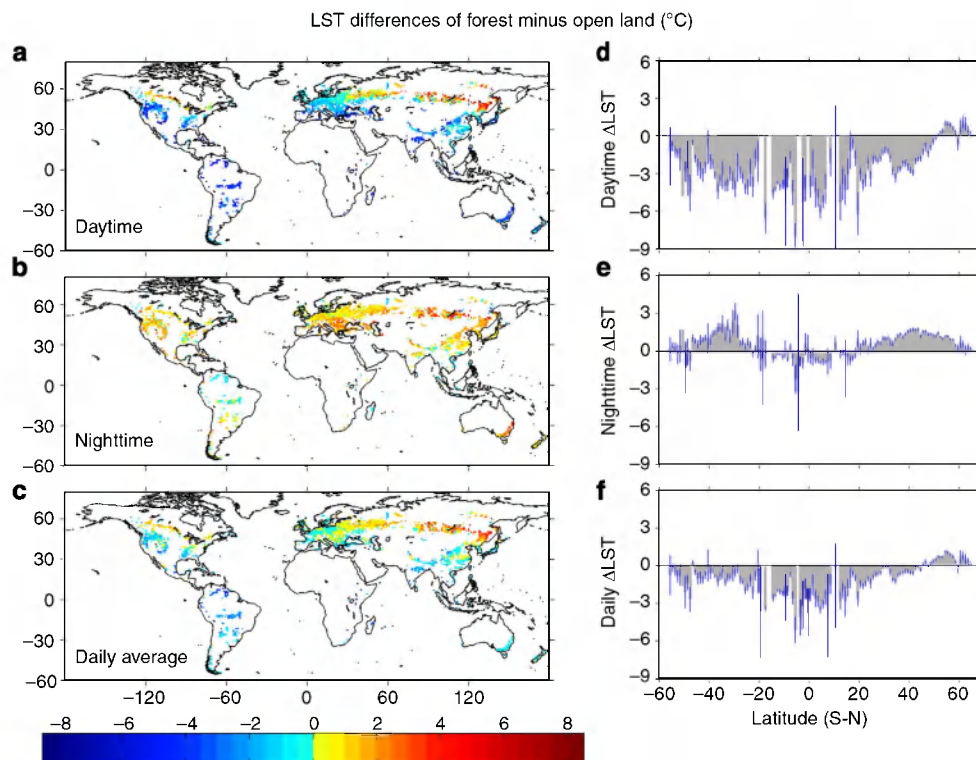 LST differences of forest minus open land (°C)
a
60
30
0
−30
−60
Daytime
b
60
30
0
−30
−60
Nighttime
c
60
30
0
−30
−60
Daily average
−120 −60 0 60 120
−8 −6 −4 −2 0 2 4 6 8
d
6
3
0
−3
−6
−9
Daytime ΔLST
e
6
3
0
−3
−6
−9
Nighttime ΔLST
f
6
3
0
−3
−6
−9
Daily ΔLST
−60 −40 −20 0 20 40 60
Latitude (S-N)